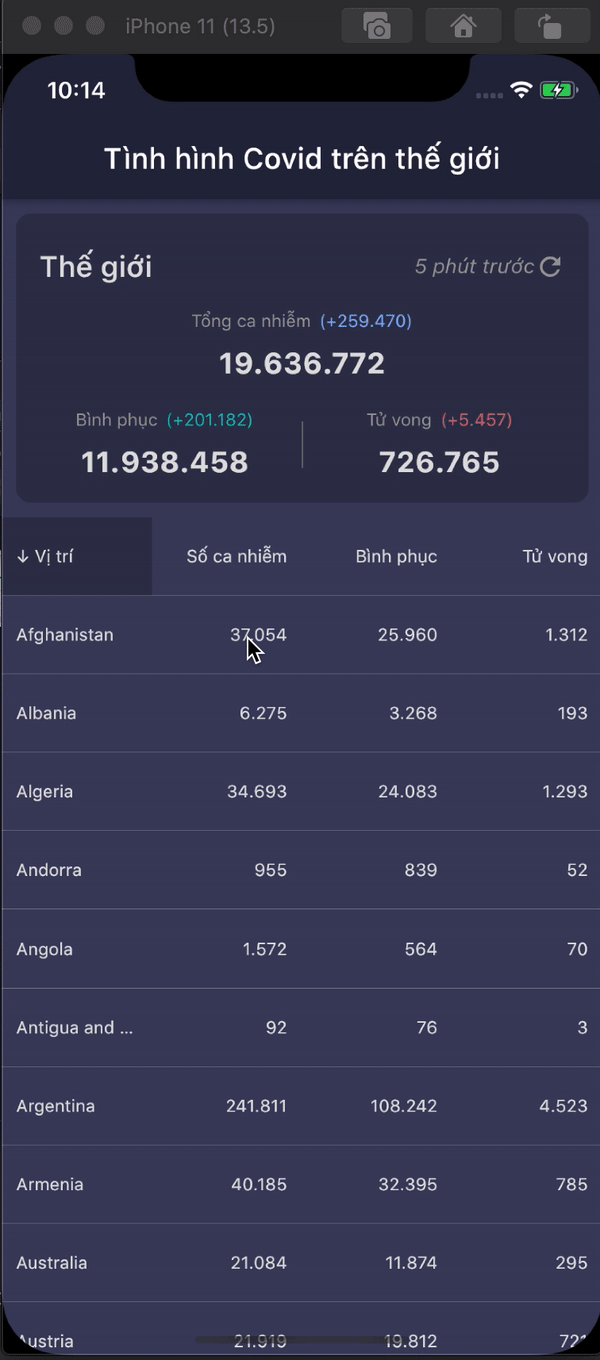 iPhone 11 (13.5)
10:14
Tình hình Covid trên thế giới
Thế giới 5 phút trước
Tổng ca nhiễm (+259.470)
19.636.772
Bình phục (+201.182) Tử vong (+5.457)
11.938.458 726.765
↓ Vị trí Số ca nhiễm Bình phục Tử vong
Afghanistan 37.054 25.960 1.312
Albania 6.275 3.268 193
Algeria 34.693 24.083 1.293
Andorra 955 839 52
Angola 1.572 564 70
Antigua and ... 92 76 3
Argentina 241.811 108.242 4.523
Armenia 40.185 32.395 785
Australia 21.084 11.874 295
Austria 21.919 19.812